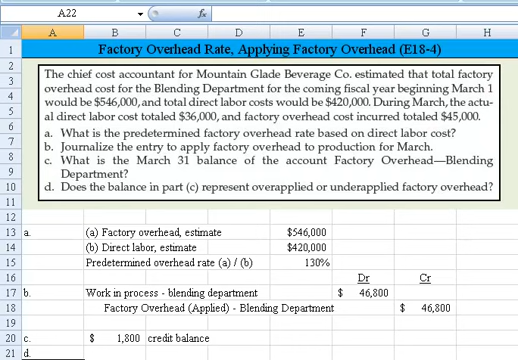 A22 fx
A B C D E F G H
1 Factory Overhead Rate, Applying Factory Overhead (E18-4)
2
3 The chief cost accountant for Mountain Glade Beverage Co. estimated that total factory
4 overhead cost for the Blending Department for the coming fiscal year beginning March 1
would be $546,000, and total direct labor costs would be $420,000. During March, the actu-
5 al direct labor cost totaled $36,000, and factory overhead cost incurred totaled $45,000.
6 a. What is the predetermined factory overhead rate based on direct labor cost?
7 b. Journalize the entry to apply factory overhead to production for March.
8 c. What is the March 31 balance of the account Factory Overhead—Blending
9 Department?
10 d. Does the balance in part (c) represent overapplied or underapplied factory overhead?
11
12
13 a. (a) Factory overhead, estimate $546,000
14 (b) Direct labor, estimate $420,000
15 Predetermined overhead rate (a) / (b) 130%
16 Dr Cr
17 b. Work in process - blending department $ 46,800
18 Factory Overhead (Applied) - Blending Department $ 46,800
19
20 c. $ 1,800 credit balance
21 d.